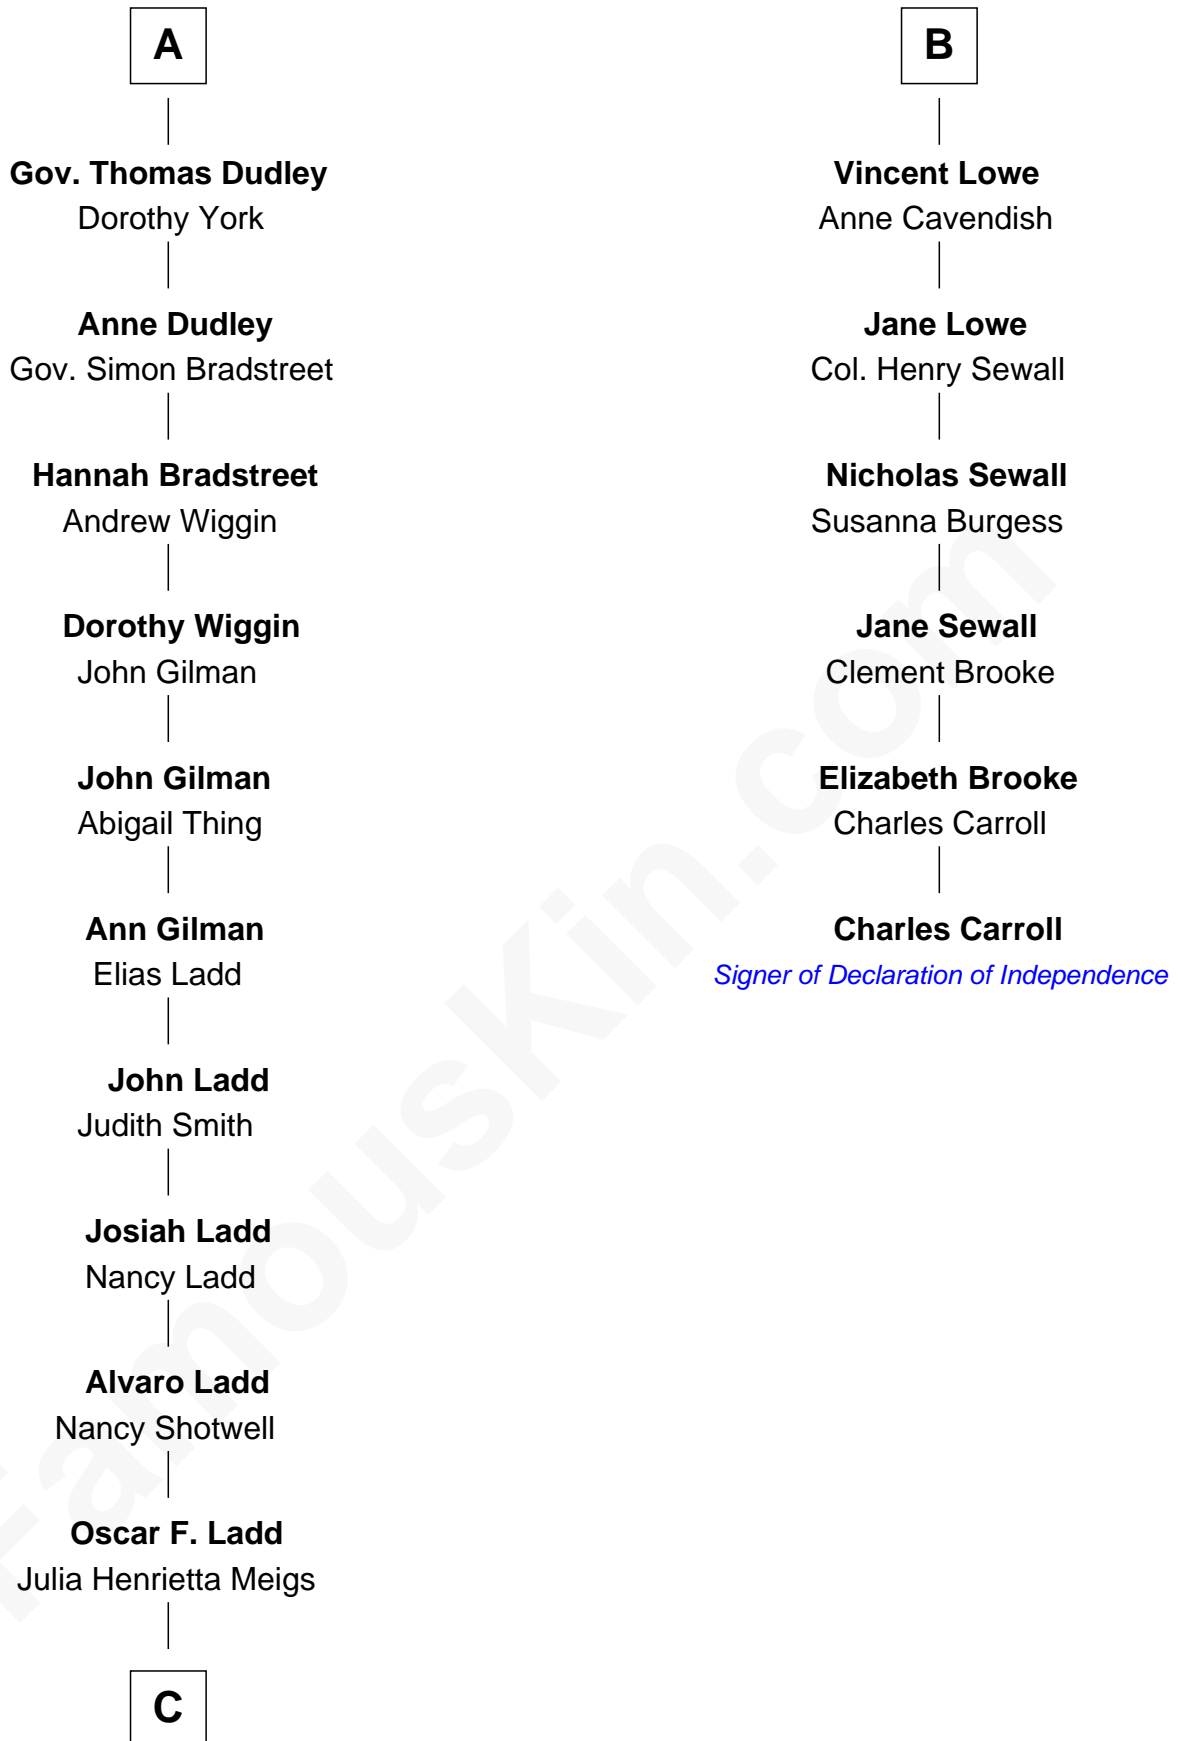 A
Gov. Thomas Dudley
Dorothy York
Anne Dudley
Gov. Simon Bradstreet
Hannah Bradstreet
Andrew Wiggin
Dorothy Wiggin
John Gilman
John Gilman
Abigail Thing
Ann Gilman
Elias Ladd
John Ladd
Judith Smith
Josiah Ladd
Nancy Ladd
Alvaro Ladd
Nancy Shotwell
Oscar F. Ladd
Julia Henrietta Meigs
C
B
Vincent Lowe
Anne Cavendish
Jane Lowe
Col. Henry Sewall
Nicholas Sewall
Susanna Burgess
Jane Sewall
Clement Brooke
Elizabeth Brooke
Charles Carroll
Charles Carroll
Signer of Declaration of Independence
FamousKin.com